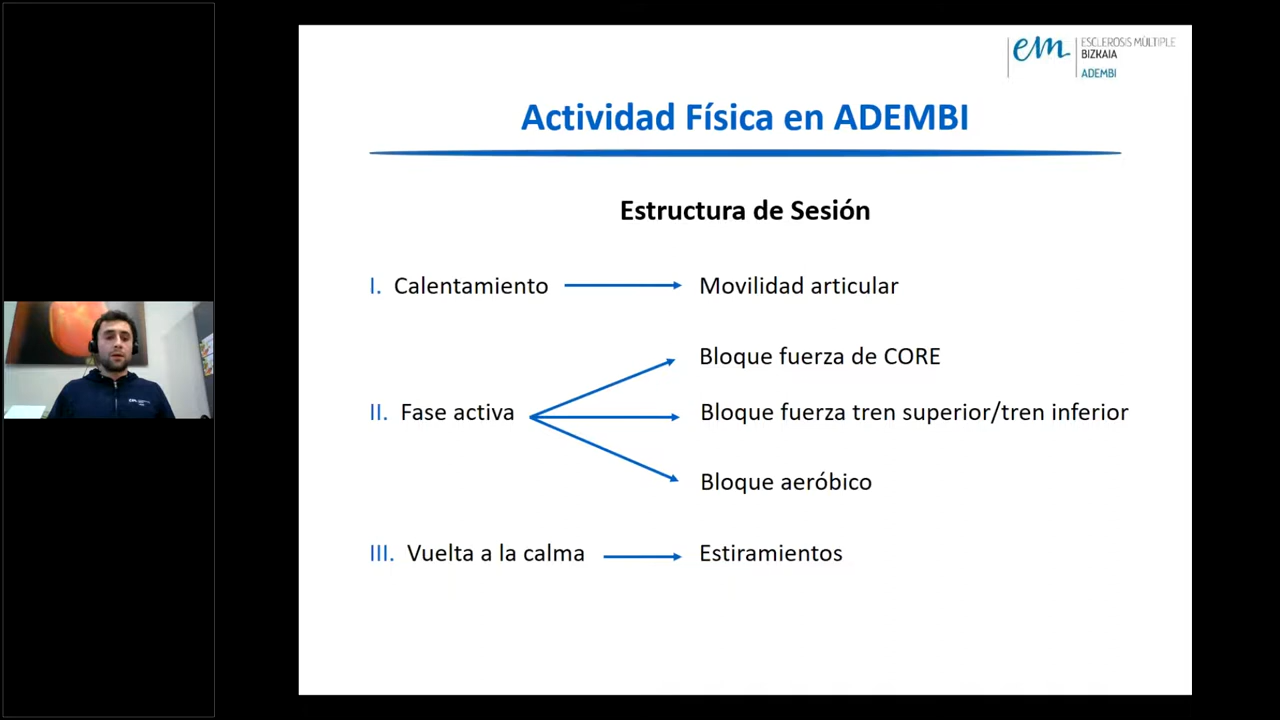 em
ESCLEROSIS MÚLTIPLE
BIZKAIA
ADEMBI
Actividad Física en ADEMBI
Estructura de Sesión
I. Calentamiento
Movilidad articular
Bloque fuerza de CORE
II. Fase activa
Bloque fuerza tren superior/tren inferior
Bloque aeróbico
III. Vuelta a la calma
Estiramientos